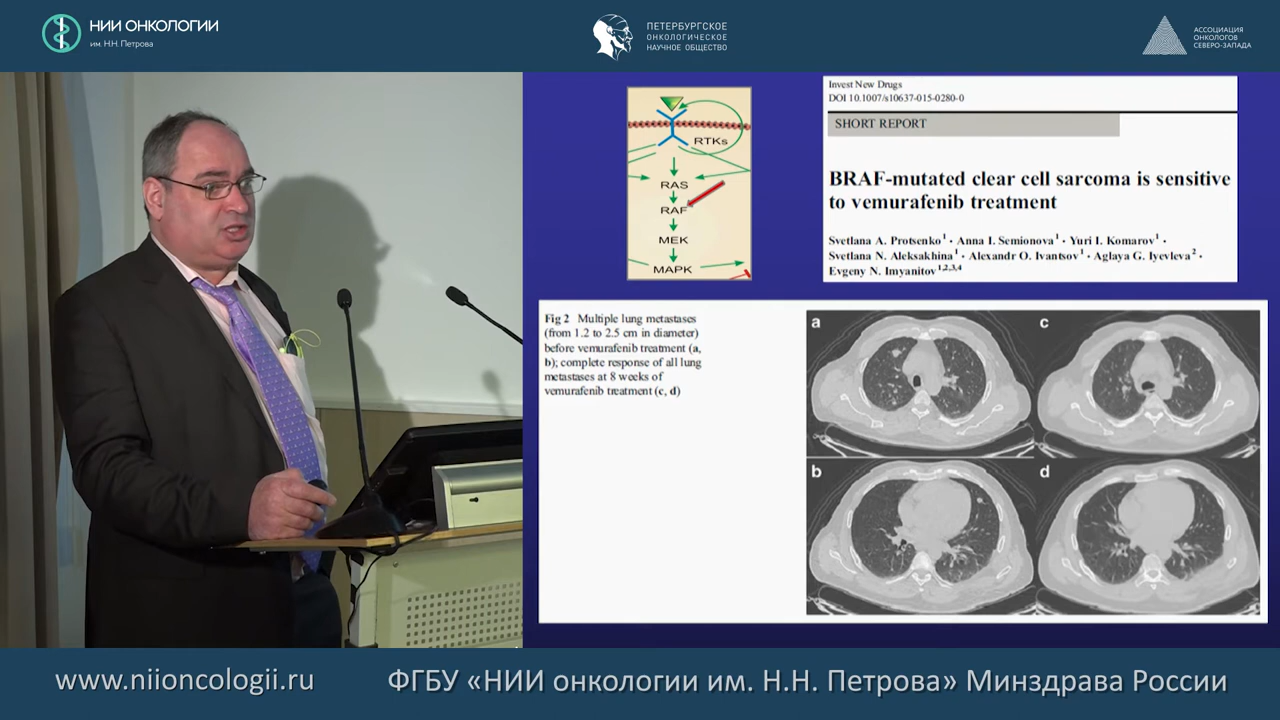 НИИ ОНКОЛОГИИ
им. Н.Н. Петрова
ПЕТЕРБУРГСКОЕ
ОНКОЛОГИЧЕСКОЕ
НАУЧНОЕ ОБЩЕСТВО
АССОЦИАЦИЯ
ОНКОЛОГОВ
СЕВЕРО-ЗАПАДА
RTKs
RAS
RAF
MEK
MAPK
Invest New Drugs
DOI 10.1007/s10637-015-0280-0
SHORT REPORT
BRAF-mutated clear cell sarcoma is sensitive
to vemurafenib treatment
Svetlana A. Protsenko¹ · Anna I. Semionova¹ · Yuri I. Komarov¹ ·
Svetlana N. Aleksakhina¹ · Alexandr O. Ivantsov¹ · Aglaya G. Iyevleva² ·
Evgeny N. Imyanitov¹,²,³,⁴
Fig 2 Multiple lung metastases
(from 1.2 to 2.5 cm in diameter)
before vemurafenib treatment (a,
b); complete response of all lung
metastases at 8 weeks of
vemurafenib treatment (c, d)
a
c
b
d
www.niioncologii.ru
ФГБУ «НИИ онкологии им. Н.Н. Петрова» Минздрава России